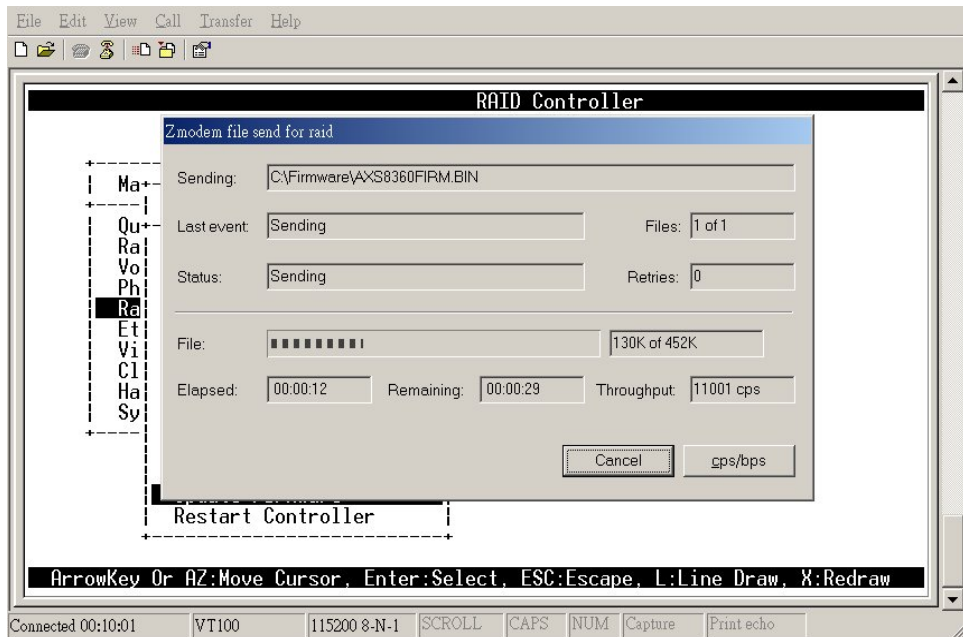 File Edit View Call Transfer Help
RAID Controller
Zmodem file send for raid
Ma
Sending: C:\Firmware\AXS8360FIRM.BIN
Qu
Last event: Sending Files: 1 of 1
Ra
Vo
Status: Sending Retries: 0
Ph
Ra
Et
Vi
File: 130K of 452K
Cl
Ha
Elapsed: 00:00:12 Remaining: 00:00:29 Throughput: 11001 cps
Sy
Cancel cps/bps
Restart Controller
ArrowKey Or AZ:Move Cursor, Enter:Select, ESC:Escape, L:Line Draw, X:Redraw
Connected 00:10:01 VT100 115200 8-N-1 SCROLL CAPS NUM Capture Print echo